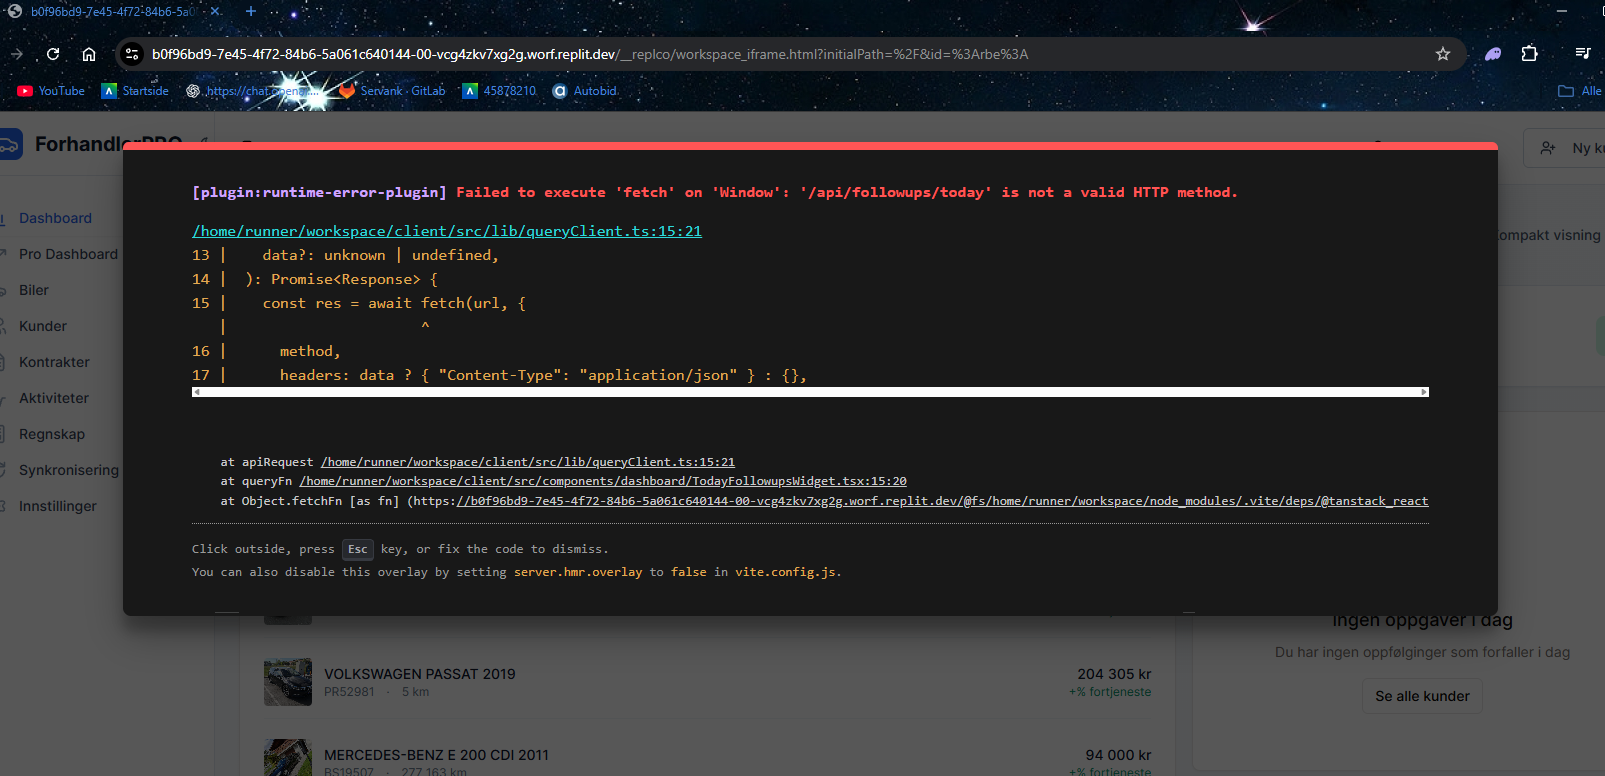 b0f96bd9-7e45-4f72-84b6-5a0
b0f96bd9-7e45-4f72-84b6-5a061c640144-00-vcg4zkv7xg2g.worf.replit.dev/__replco/workspace_iframe.html?initialPath=%2F&id=%3Arbe%3A
YouTube
Startside
https://chat.opena...
Servank · GitLab
45878210
Autobid
Alle
ForhandlerPRO
Ny ku
[plugin:runtime-error-plugin] Failed to execute 'fetch' on 'Window': '/api/followups/today' is not a valid HTTP method.
/home/runner/workspace/client/src/lib/queryClient.ts:15:21
13 |    data?: unknown | undefined,
14 |  ): Promise<Response> {
15 |    const res = await fetch(url, {
   |                      ^
16 |      method,
17 |      headers: data ? { "Content-Type": "application/json" } : {},
at apiRequest /home/runner/workspace/client/src/lib/queryClient.ts:15:21
at queryFn /home/runner/workspace/client/src/components/dashboard/TodayFollowupsWidget.tsx:15:20
at Object.fetchFn [as fn] (https://b0f96bd9-7e45-4f72-84b6-5a061c640144-00-vcg4zkv7xg2g.worf.replit.dev/@fs/home/runner/workspace/node_modules/.vite/deps/@tanstack_react
Click outside, press Esc key, or fix the code to dismiss.
You can also disable this overlay by setting server.hmr.overlay to false in vite.config.js.
Dashboard
Pro Dashboard
Biler
Kunder
Kontrakter
Aktiviteter
Regnskap
Synkronisering
Innstillinger
ompakt visning
VOLKSWAGEN PASSAT 2019
PR52981 · 5 km
204 305 kr
+% fortjeneste
MERCEDES-BENZ E 200 CDI 2011
BS19507 · 277 163 km
94 000 kr
+% fortjeneste
Ingen oppgaver i dag
Du har ingen oppfølginger som forfaller i dag
Se alle kunder